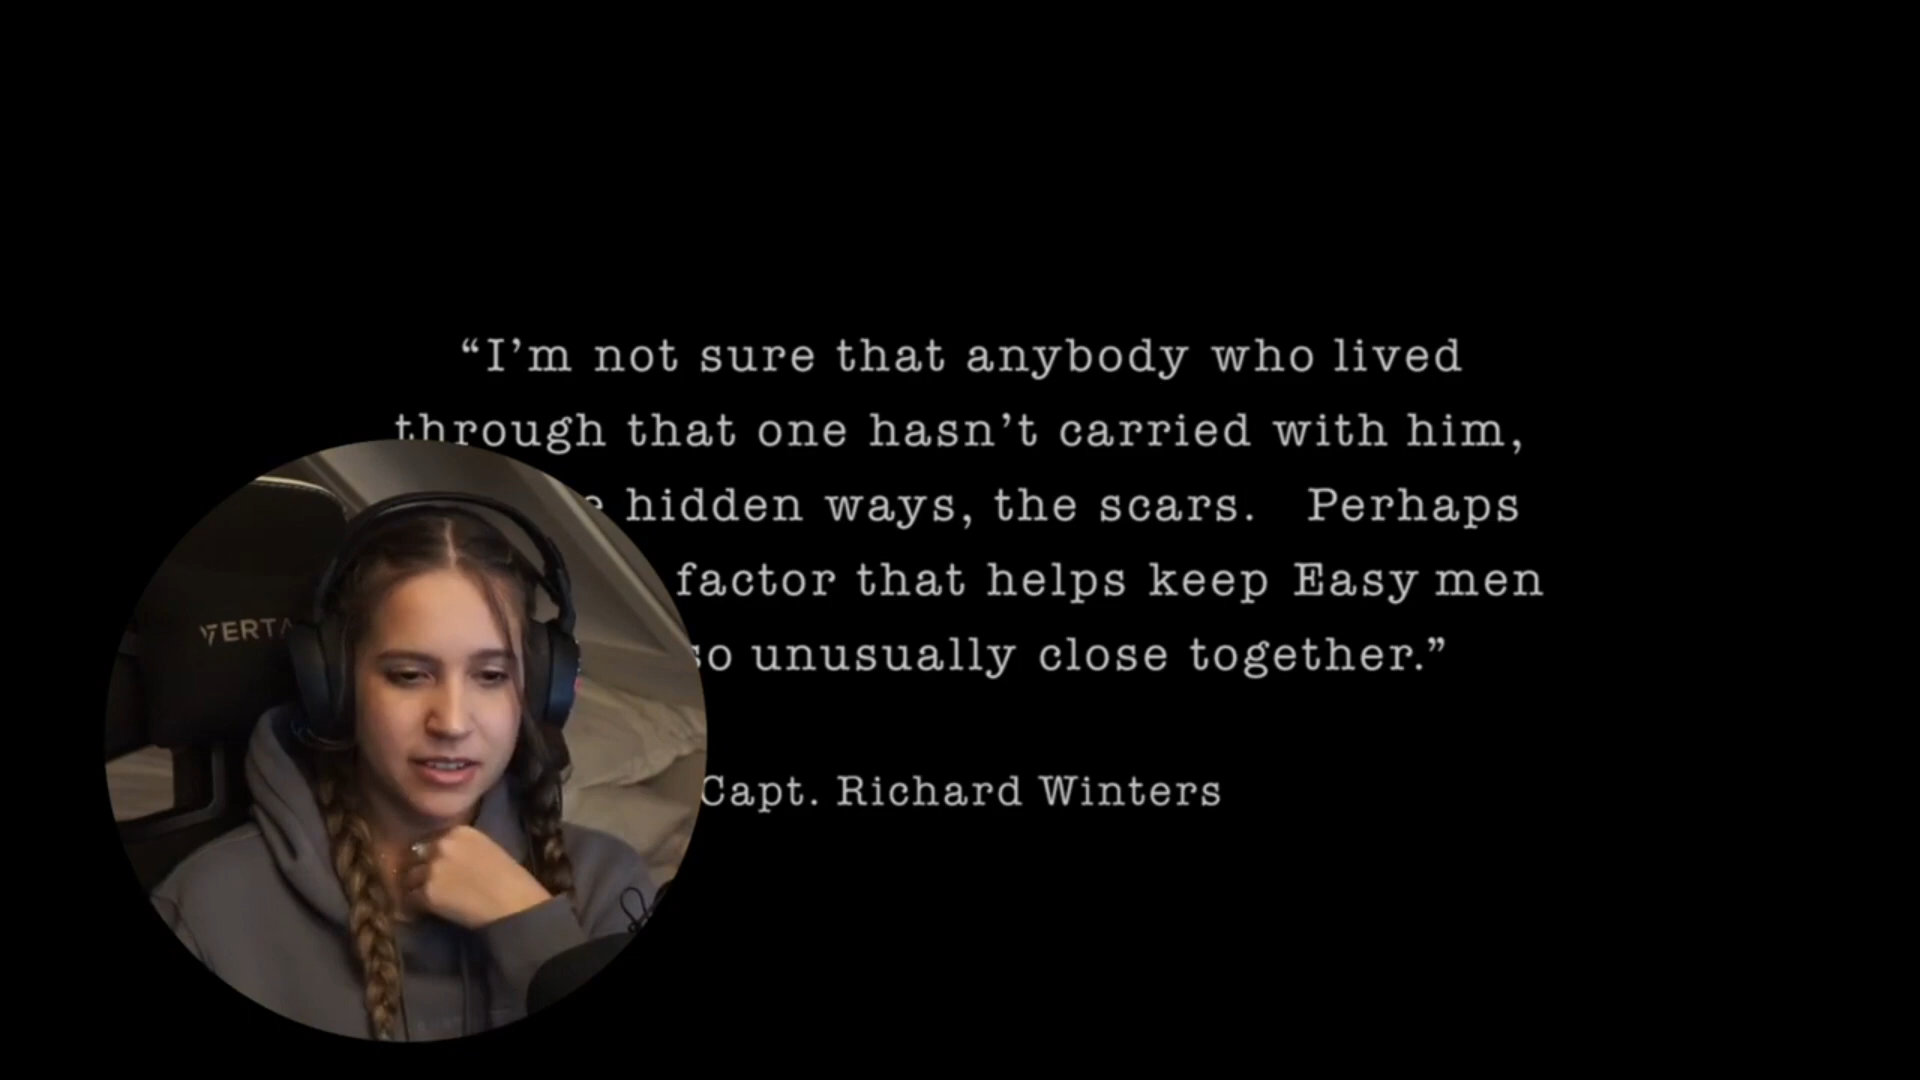 “I’m not sure that anybody who lived
through that one hasn’t carried with him,
hidden ways, the scars. Perhaps
factor that helps keep Easy men
so unusually close together.”
Capt. Richard Winters
VERTA